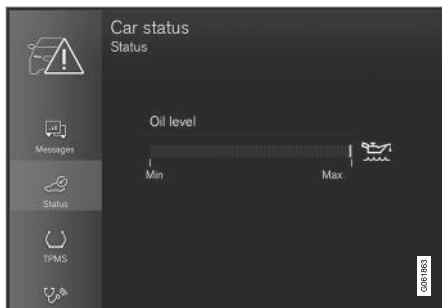 Car status
Status
Oil level
Min Max
Messages
Status
TPMS
G061863